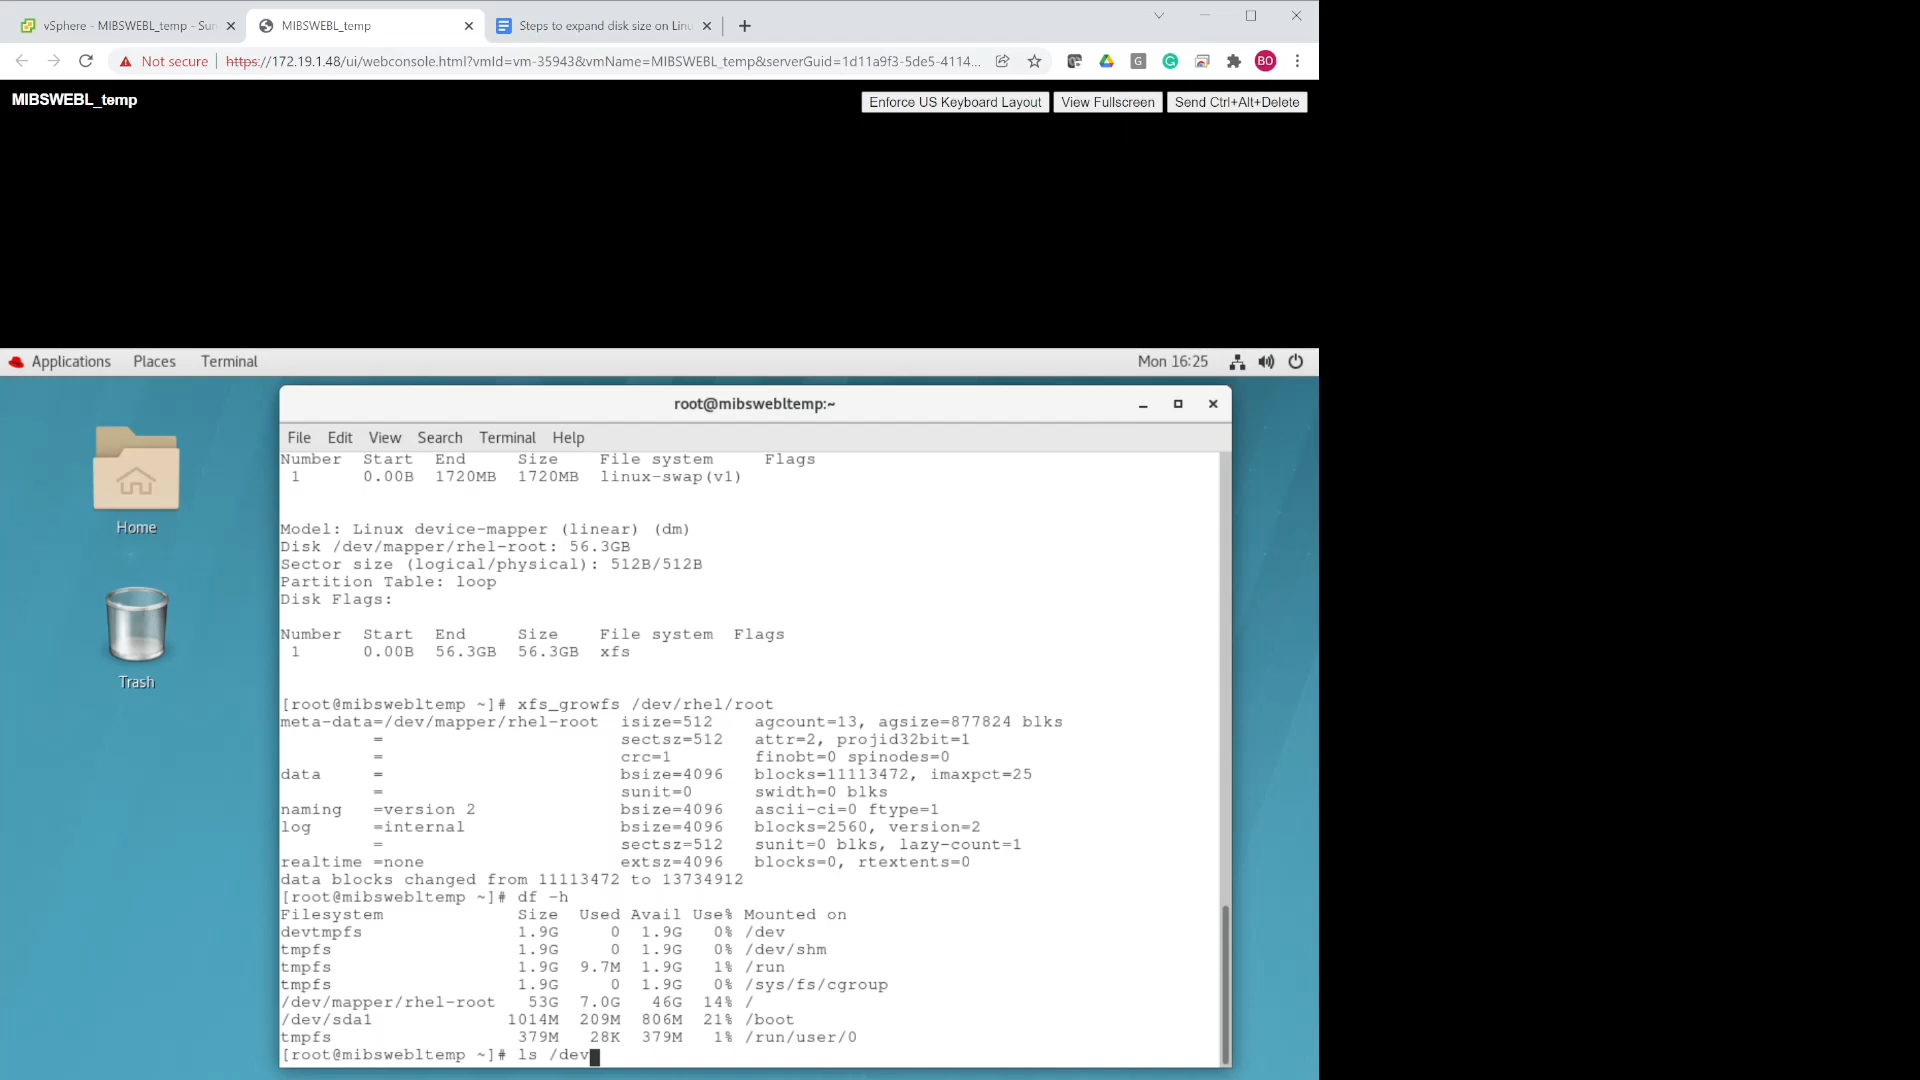 vSphere - MIBSWEBL_temp - Sun
MIBSWEBL_temp
Steps to expand disk size on Linu
Not secure
https://172.19.1.48/ui/webconsole.html?vmId=vm-35943&vmName=MIBSWEBL_temp&serverGuid=1d11a9f3-5de5-4114...
G
BO
MIBSWEBL_temp
Enforce US Keyboard Layout
View Fullscreen
Send Ctrl+Alt+Delete
Applications Places Terminal
Mon 16:25
Home
Trash
root@mibswebltemp:~
File Edit View Search Terminal Help
Number  Start  End     Size    File system     Flags
 1      0.00B  1720MB  1720MB  linux-swap(v1)
Model: Linux device-mapper (linear) (dm)
Disk /dev/mapper/rhel-root: 56.3GB
Sector size (logical/physical): 512B/512B
Partition Table: loop
Disk Flags:
Number  Start  End     Size    File system  Flags
 1      0.00B  56.3GB  56.3GB  xfs
[root@mibswebltemp ~]# xfs_growfs /dev/rhel/root
meta-data=/dev/mapper/rhel-root  isize=512    agcount=13, agsize=877824 blks
         =                       sectsz=512   attr=2, projid32bit=1
         =                       crc=1        finobt=0 spinodes=0
data     =                       bsize=4096   blocks=11113472, imaxpct=25
         =                       sunit=0      swidth=0 blks
naming   =version 2              bsize=4096   ascii-ci=0 ftype=1
log      =internal               bsize=4096   blocks=2560, version=2
         =                       sectsz=512   sunit=0 blks, lazy-count=1
realtime =none                   extsz=4096   blocks=0, rtextents=0
data blocks changed from 11113472 to 13734912
[root@mibswebltemp ~]# df -h
Filesystem             Size  Used Avail Use% Mounted on
devtmpfs               1.9G     0  1.9G   0% /dev
tmpfs                  1.9G     0  1.9G   0% /dev/shm
tmpfs                  1.9G  9.7M  1.9G   1% /run
tmpfs                  1.9G     0  1.9G   0% /sys/fs/cgroup
/dev/mapper/rhel-root   53G  7.0G   46G  14% /
/dev/sda1             1014M  209M  806M  21% /boot
tmpfs                  379M   28K  379M   1% /run/user/0
[root@mibswebltemp ~]# ls /dev